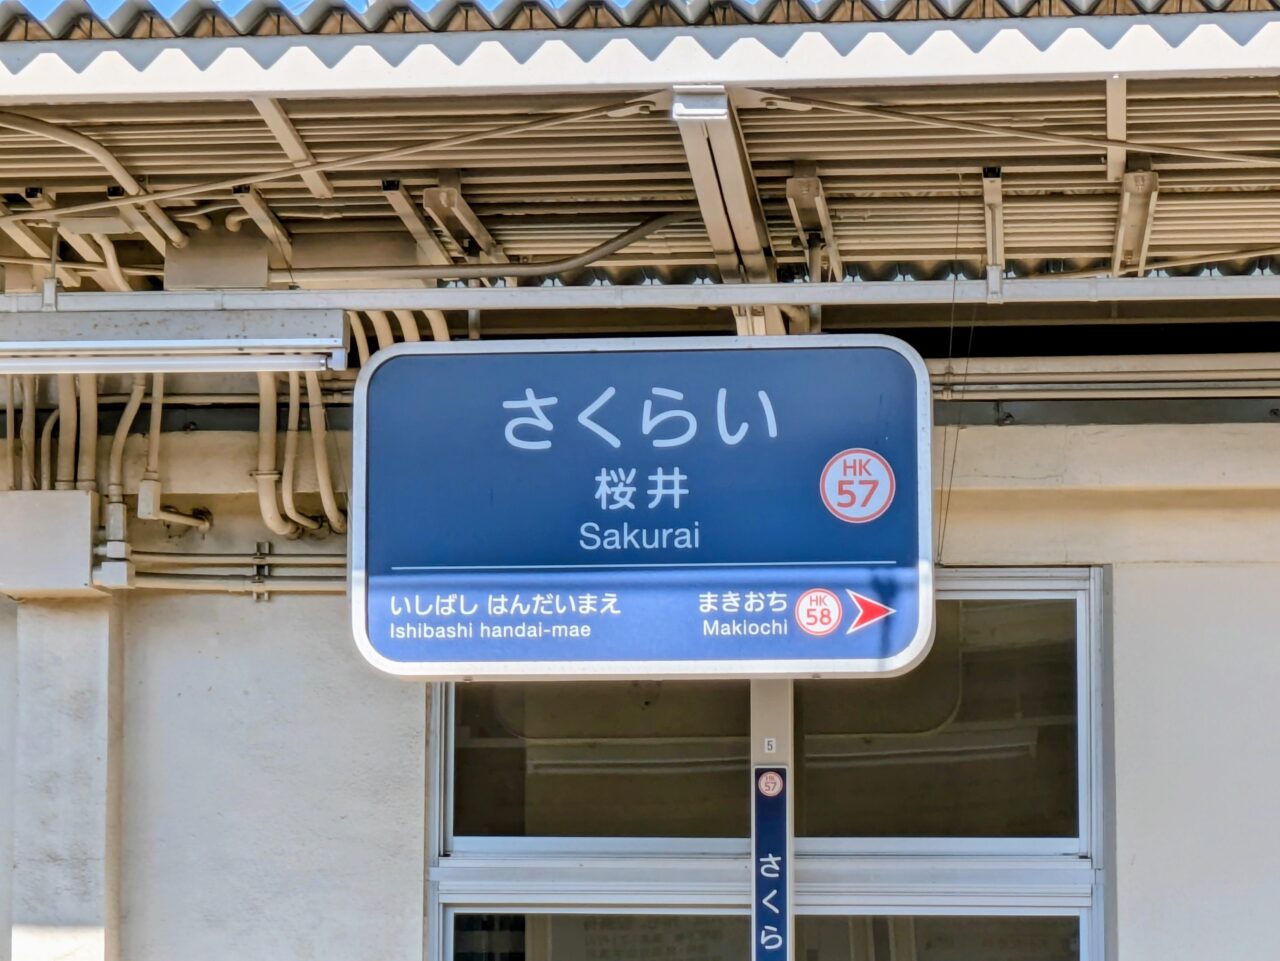 さくらい
桜井
Sakurai
HK
57
いしばし はんだいまえ
Ishibashi handai-mae
まきおち
Makiochi
HK
58
5
HK
57
さくら